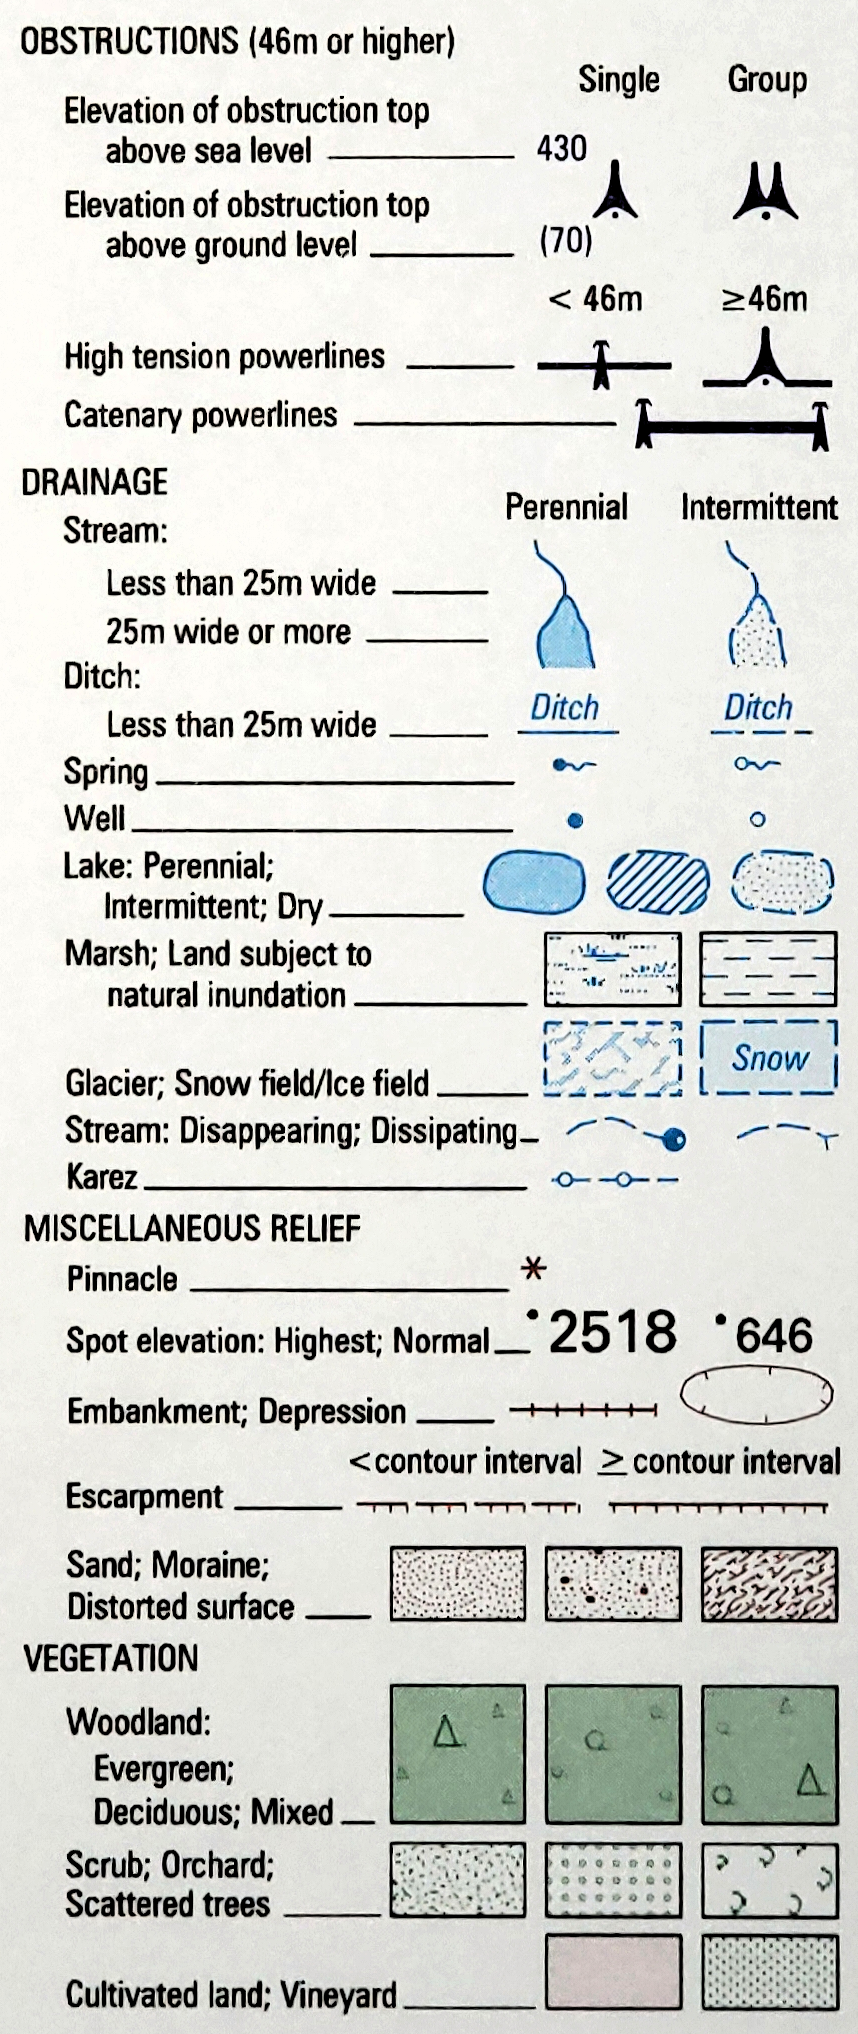 OBSTRUCTIONS (46m or higher)
Single Group
Elevation of obstruction top
above sea level 430
Elevation of obstruction top
above ground level (70)
< 46m ≥46m
High tension powerlines
Catenary powerlines
DRAINAGE
Perennial Intermittent
Stream:
Less than 25m wide
25m wide or more
Ditch:
Ditch Ditch
Less than 25m wide
Spring
Well
Lake: Perennial;
Intermittent; Dry
Marsh; Land subject to
natural inundation
Snow
Glacier; Snow field/Ice field
Stream: Disappearing; Dissipating
Karez
MISCELLANEOUS RELIEF
Pinnacle
Spot elevation: Highest; Normal 2518 646
Embankment; Depression
<contour interval ≥ contour interval
Escarpment
Sand; Moraine;
Distorted surface
VEGETATION
Woodland:
Evergreen;
Deciduous; Mixed
Scrub; Orchard;
Scattered trees
Cultivated land; Vineyard